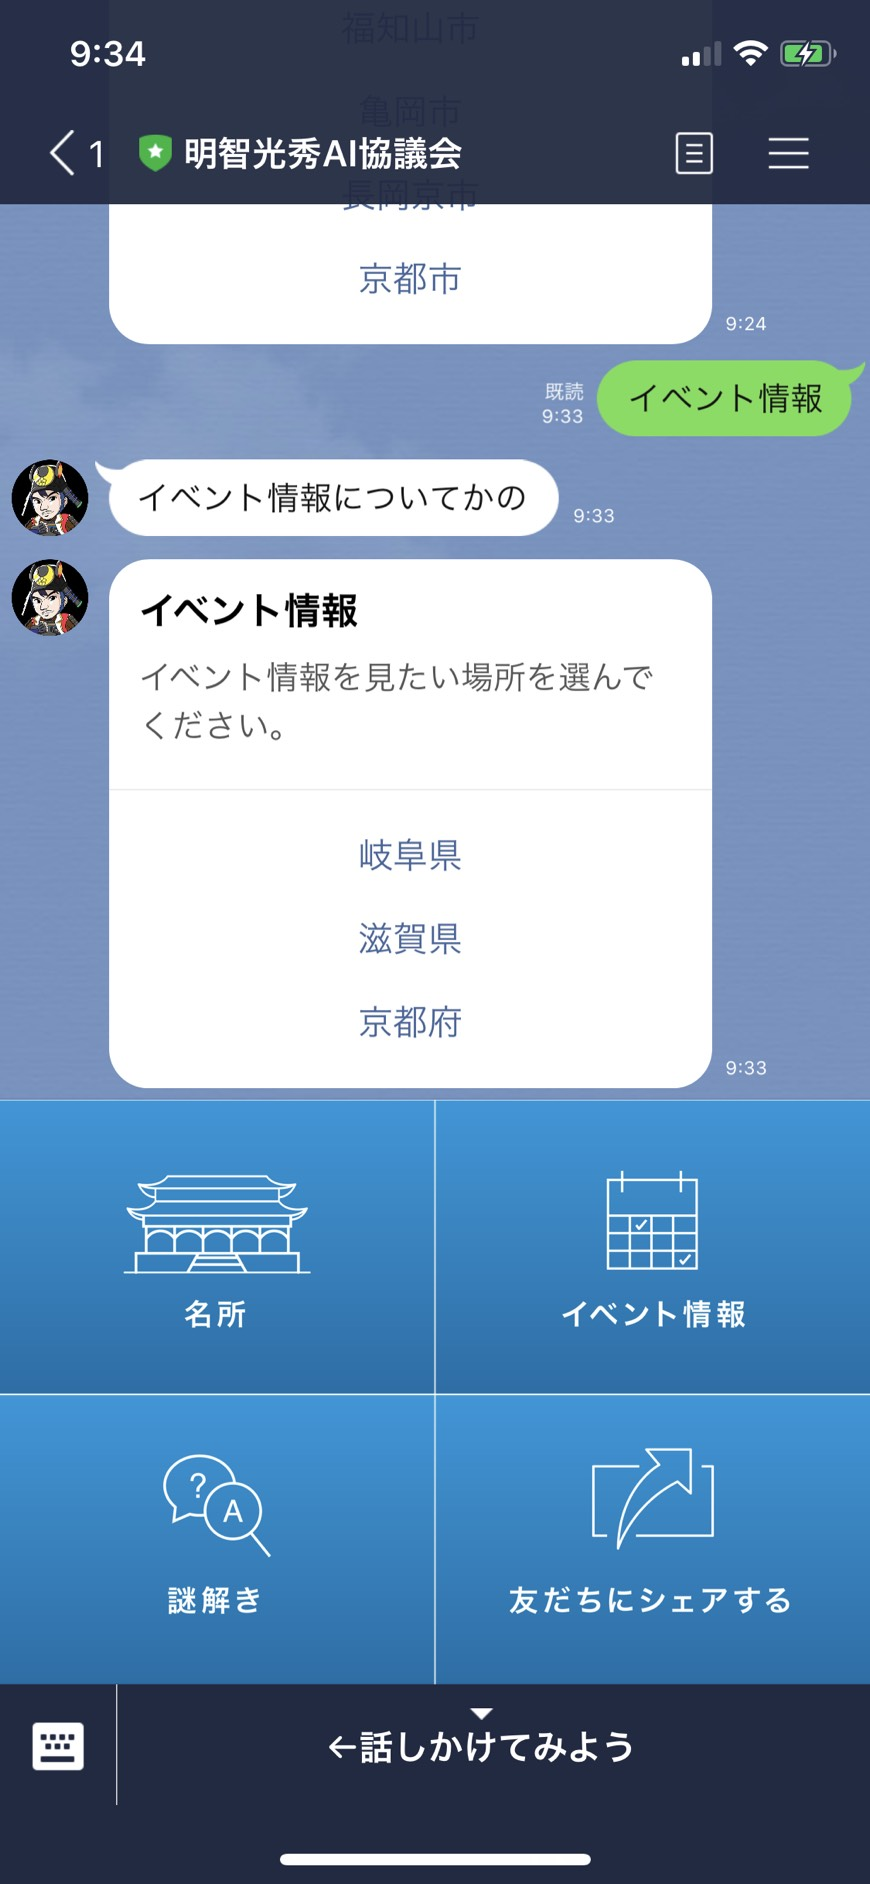 9:34
福知山市
亀岡市
1 明智光秀AI協議会
長岡京市
京都市
9:24
イベント情報
既読
9:33
イベント情報についてかの
9:33
イベント情報
イベント情報を見たい場所を選んで
ください。
岐阜県
滋賀県
京都府
9:33
名所
イベント情報
?
A
謎解き
友だちにシェアする
←話しかけてみよう